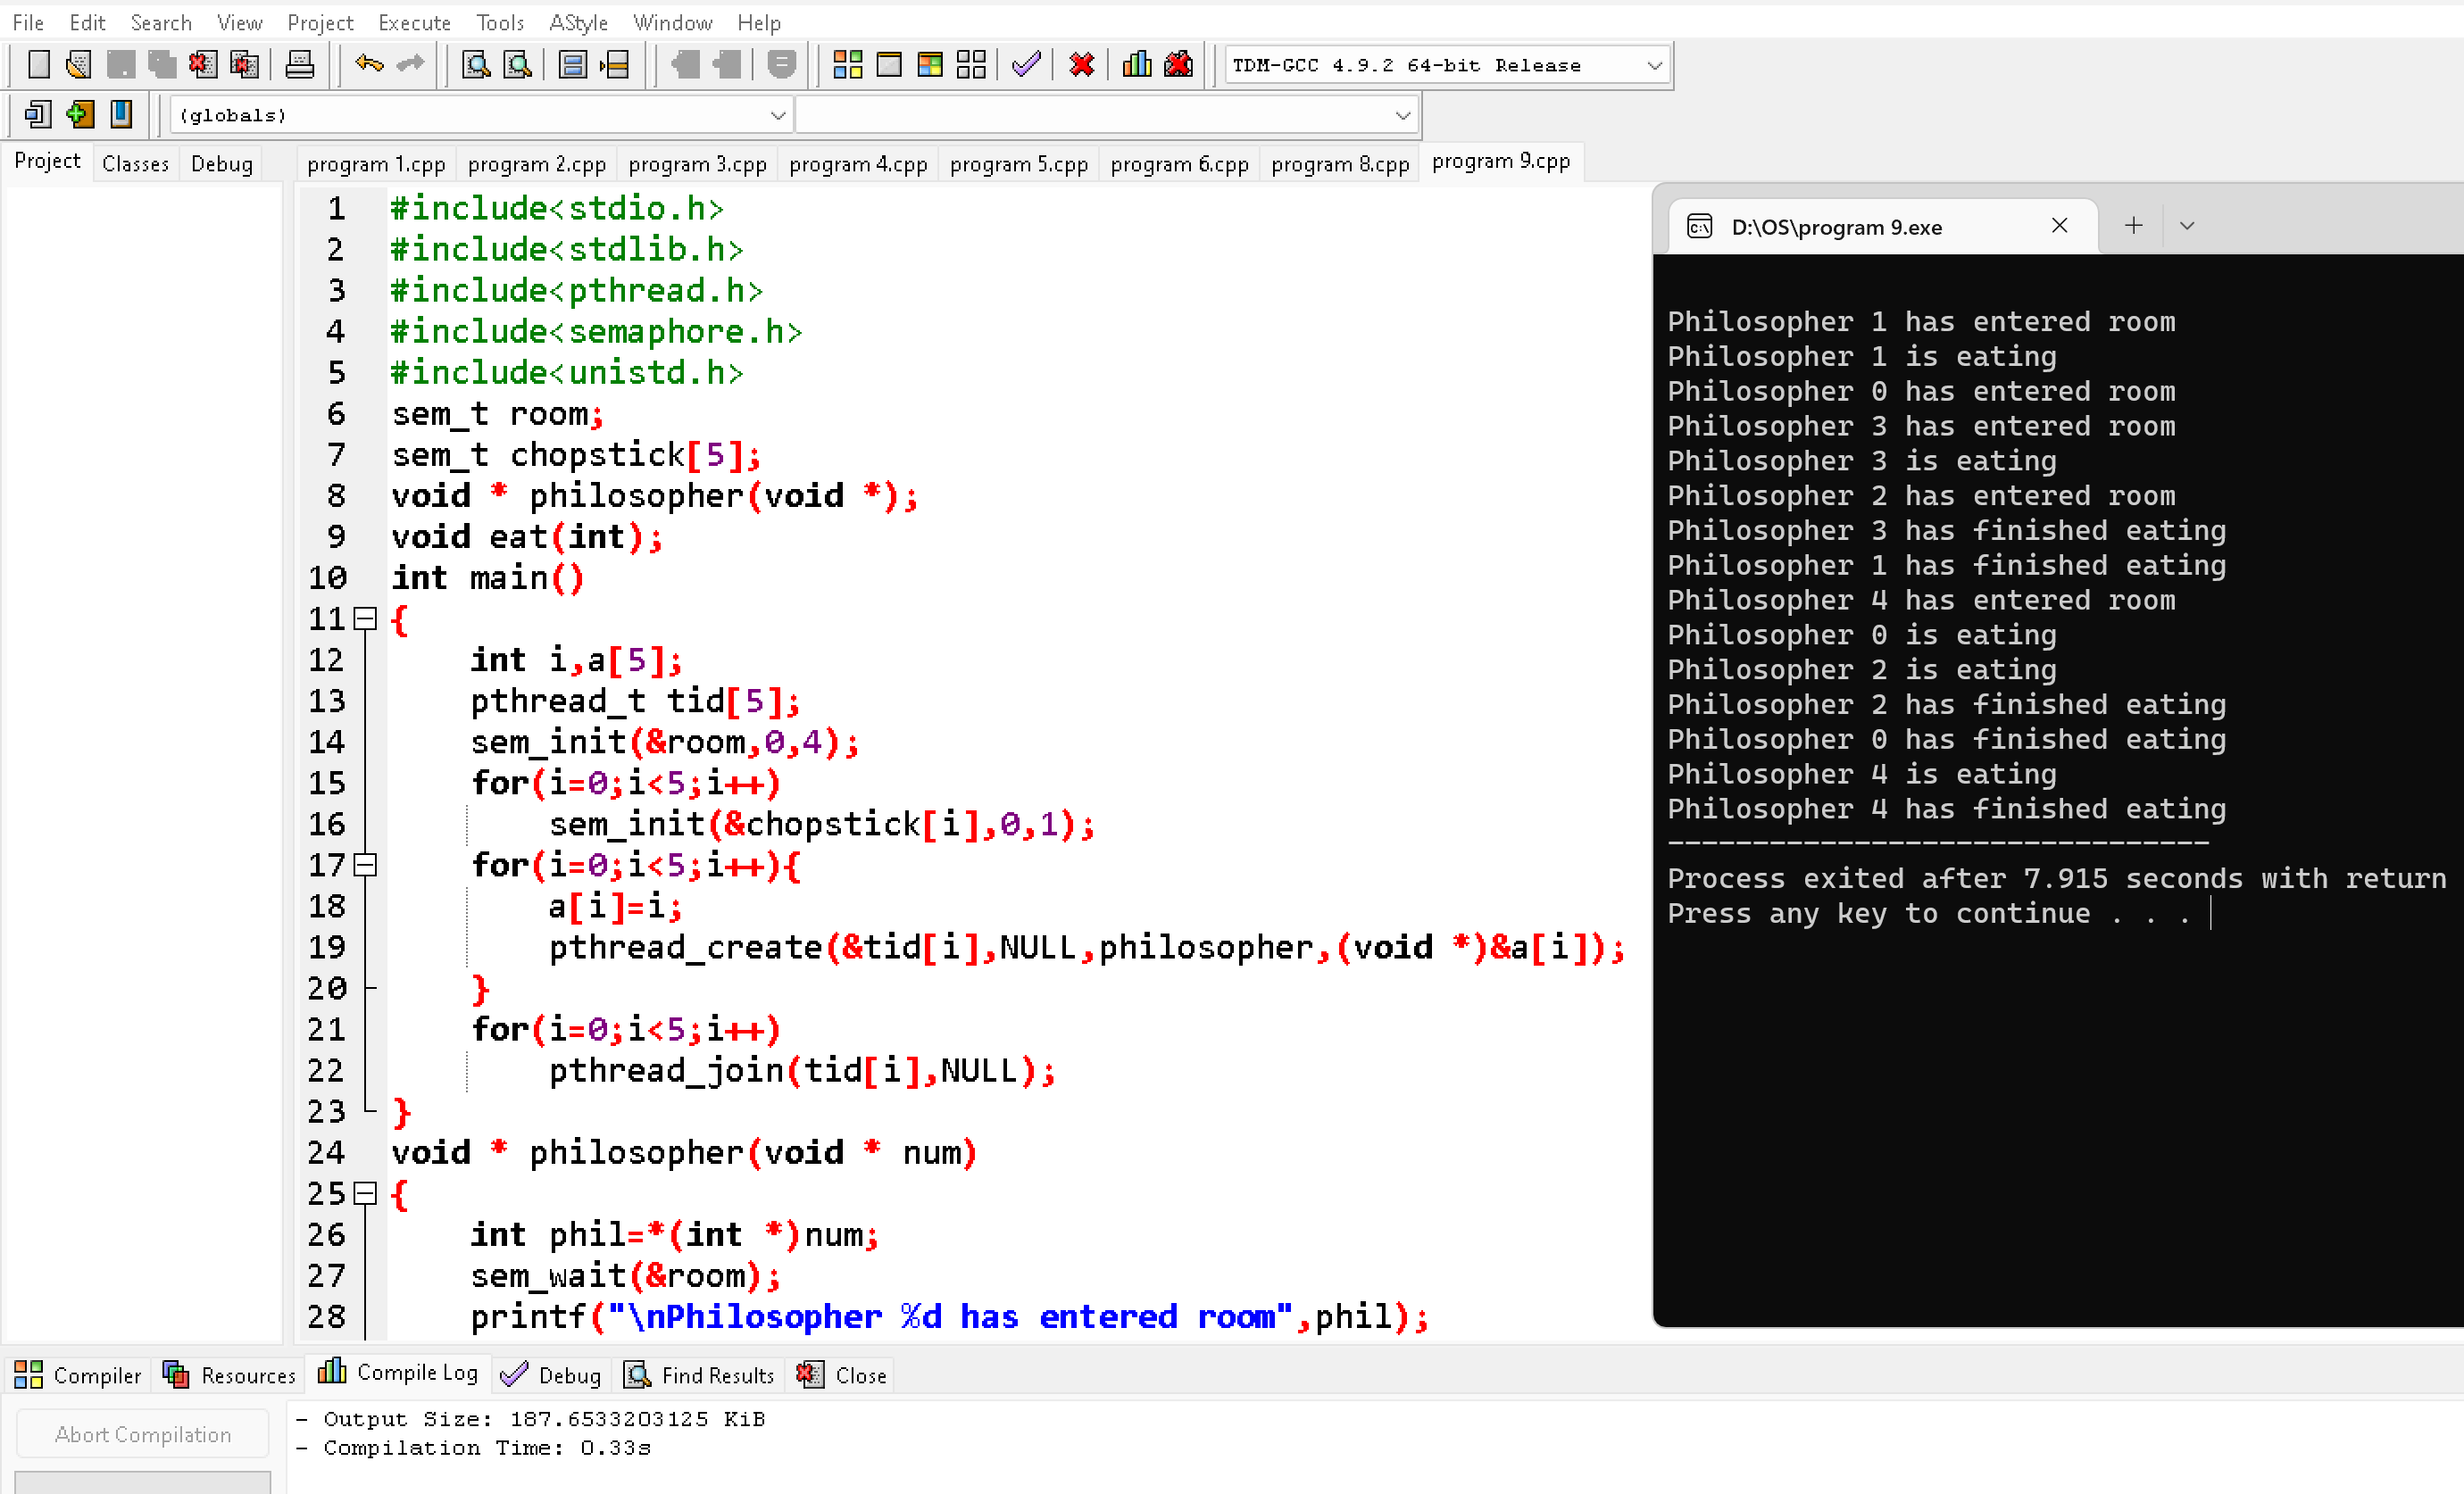 File Edit Search View Project Execute Tools AStyle Window Help
TDM-GCC 4.9.2 64-bit Release
(globals)
Project Classes Debug
program 1.cpp program 2.cpp program 3.cpp program 4.cpp program 5.cpp program 6.cpp program 8.cpp program 9.cpp
1 #include<stdio.h>
2 #include<stdlib.h>
3 #include<pthread.h>
4 #include<semaphore.h>
5 #include<unistd.h>
6 sem_t room;
7 sem_t chopstick[5];
8 void * philosopher(void *);
9 void eat(int);
10 int main()
11 {
12 int i,a[5];
13 pthread_t tid[5];
14 sem_init(&room,0,4);
15 for(i=0;i<5;i++)
16 sem_init(&chopstick[i],0,1);
17 for(i=0;i<5;i++){
18 a[i]=i;
19 pthread_create(&tid[i],NULL,philosopher,(void *)&a[i]);
20 }
21 for(i=0;i<5;i++)
22 pthread_join(tid[i],NULL);
23 }
24 void * philosopher(void * num)
25 {
26 int phil=*(int *)num;
27 sem_wait(&room);
28 printf("\nPhilosopher %d has entered room",phil);
D:\OS\program 9.exe
Philosopher 1 has entered room
Philosopher 1 is eating
Philosopher 0 has entered room
Philosopher 3 has entered room
Philosopher 3 is eating
Philosopher 2 has entered room
Philosopher 3 has finished eating
Philosopher 1 has finished eating
Philosopher 4 has entered room
Philosopher 0 is eating
Philosopher 2 is eating
Philosopher 2 has finished eating
Philosopher 0 has finished eating
Philosopher 4 is eating
Philosopher 4 has finished eating
--------------------------------
Process exited after 7.915 seconds with return
Press any key to continue . . .
Compiler Resources Compile Log Debug Find Results Close
Abort Compilation
- Output Size: 187.6533203125 KiB
- Compilation Time: 0.33s